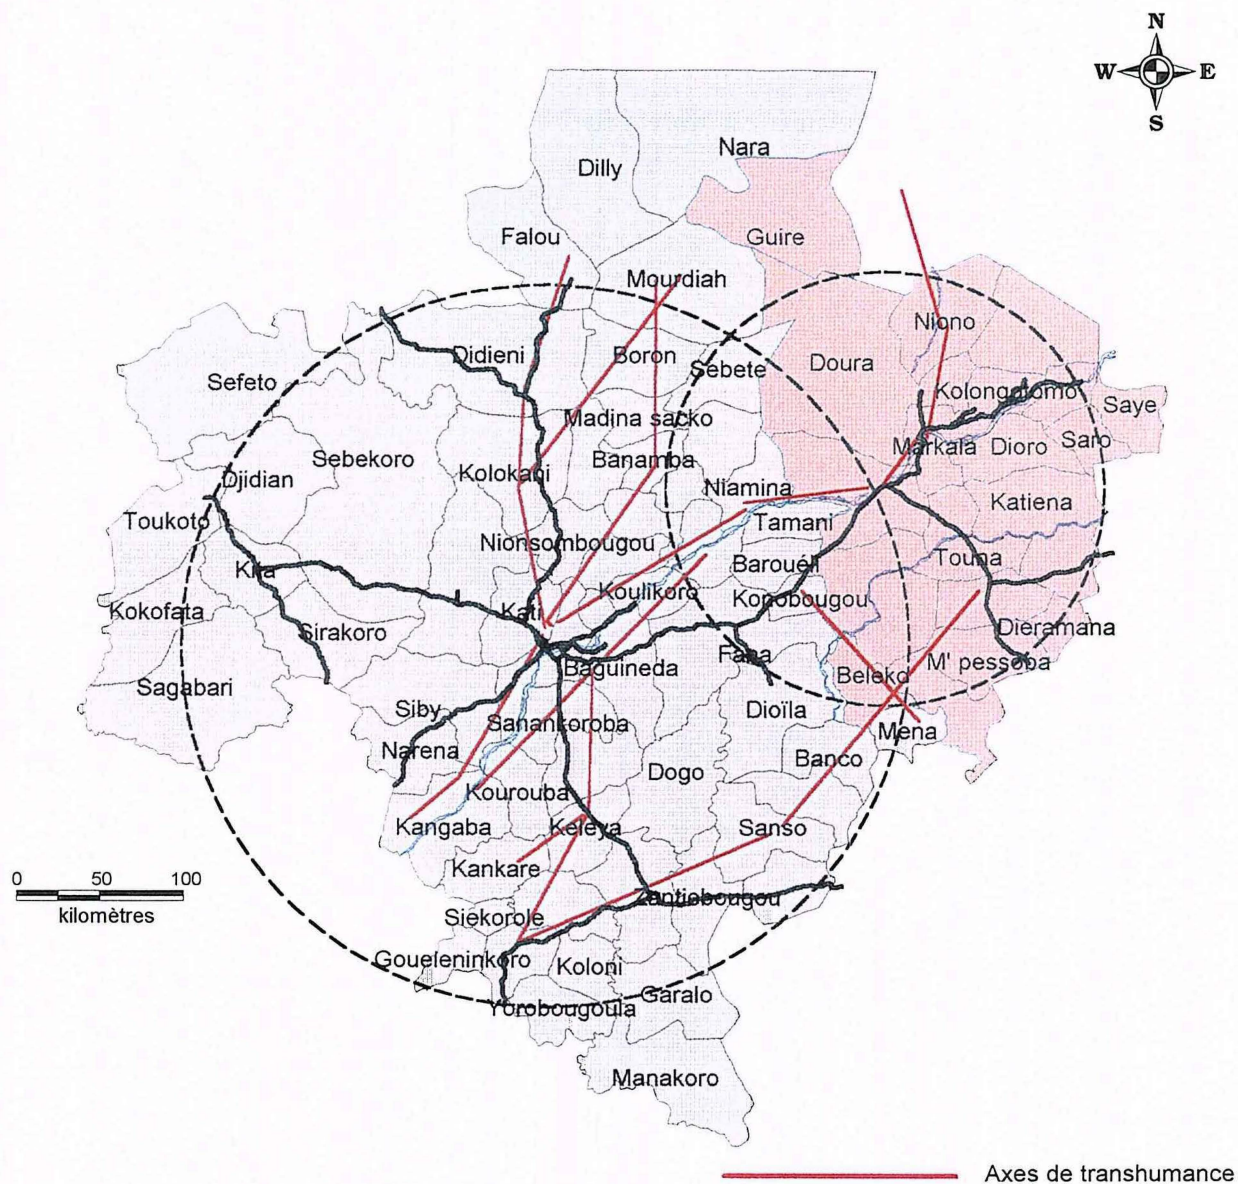 N
W E
S
Nara
Dilly
Falou
Guire
Mourdiah
Niono
Didieni
Boron
Sebete
Doura
Sefeto
Kolongotomo
Saye
Madina sacko
Markala
Dioro
Saro
Sebekoro
Kolokani
Banamba
Djidian
Niamina
Katiena
Toukoto
Tamani
Nionsombougou
Barouéli
Touna
Kita
Koulikoro
Konobougou
Kokofata
Kati
Sirakoro
Dieramana
Fana
Baguineda
M' pessoba
Beleko
Sagabari
Siby
Dioïla
Sanankoroba
Mena
Narena
Banco
Dogo
Kourouba
Kangaba
Keleya
Sanso
Kankare
0 50 100
kilomètres
Zantiebougou
Siekorole
Goueleninkoro
Koloni
Garalo
Yorobougoula
Manakoro
Axes de transhumance